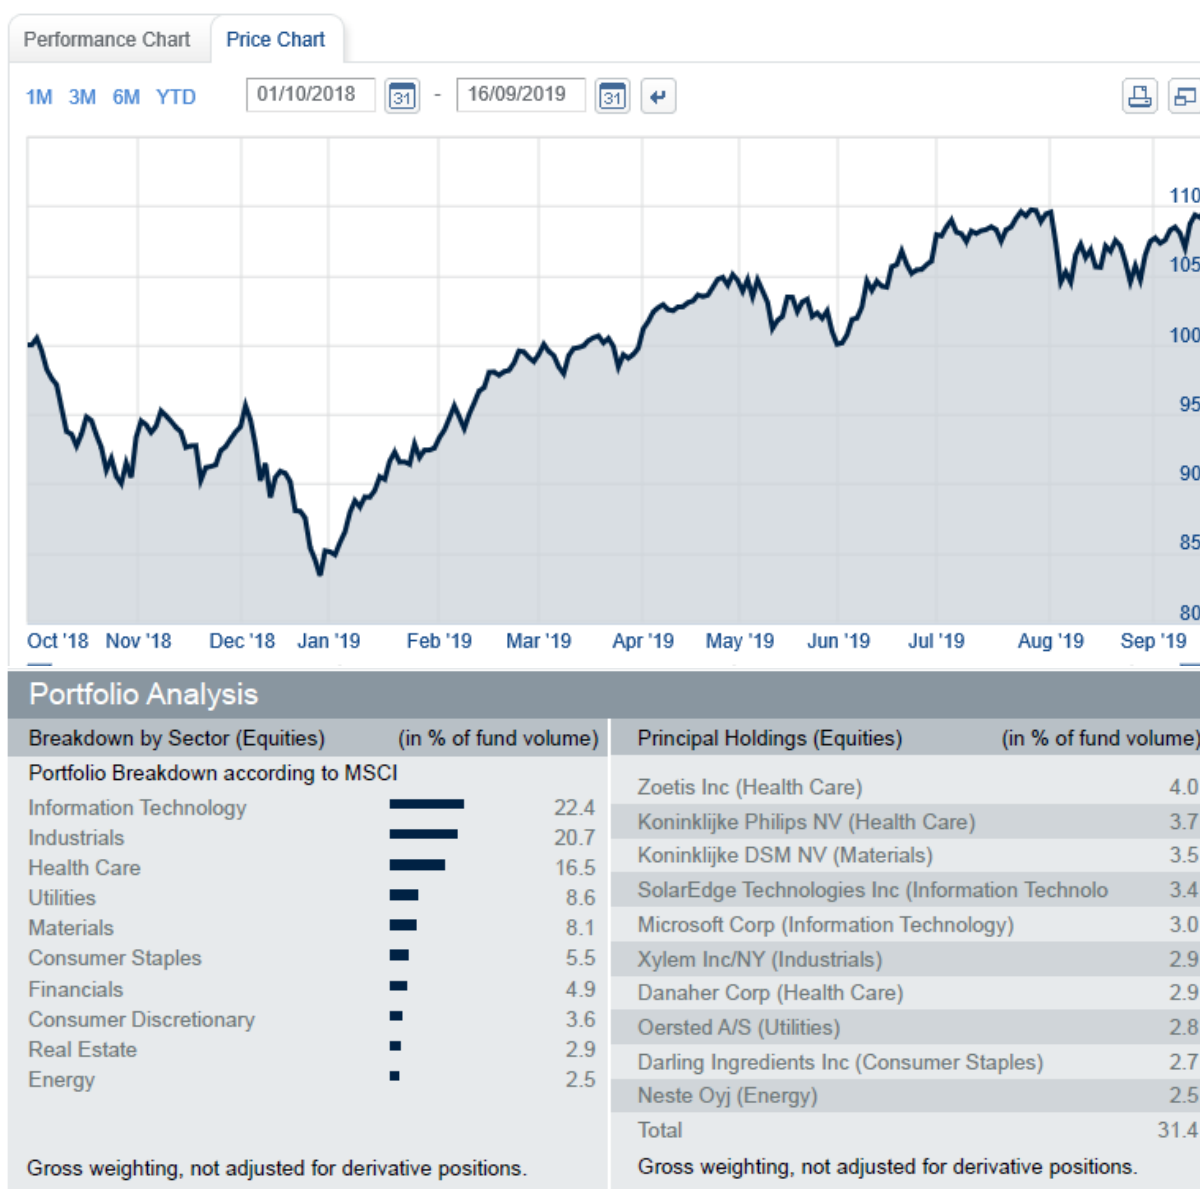 Performance Chart Price Chart
1M 3M 6M YTD 01/10/2018 31 - 16/09/2019 31
110
105
100
95
90
85
80
Oct '18 Nov '18 Dec '18 Jan '19 Feb '19 Mar '19 Apr '19 May '19 Jun '19 Jul '19 Aug '19 Sep '19
Portfolio Analysis
Breakdown by Sector (Equities) (in % of fund volume)
Portfolio Breakdown according to MSCI
Information Technology 22.4
Industrials 20.7
Health Care 16.5
Utilities 8.6
Materials 8.1
Consumer Staples 5.5
Financials 4.9
Consumer Discretionary 3.6
Real Estate 2.9
Energy 2.5
Gross weighting, not adjusted for derivative positions.
Principal Holdings (Equities) (in % of fund volume)
Zoetis Inc (Health Care) 4.0
Koninklijke Philips NV (Health Care) 3.7
Koninklijke DSM NV (Materials) 3.5
SolarEdge Technologies Inc (Information Technolo 3.4
Microsoft Corp (Information Technology) 3.0
Xylem Inc/NY (Industrials) 2.9
Danaher Corp (Health Care) 2.9
Oersted A/S (Utilities) 2.8
Darling Ingredients Inc (Consumer Staples) 2.7
Neste Oyj (Energy) 2.5
Total 31.4
Gross weighting, not adjusted for derivative positions.